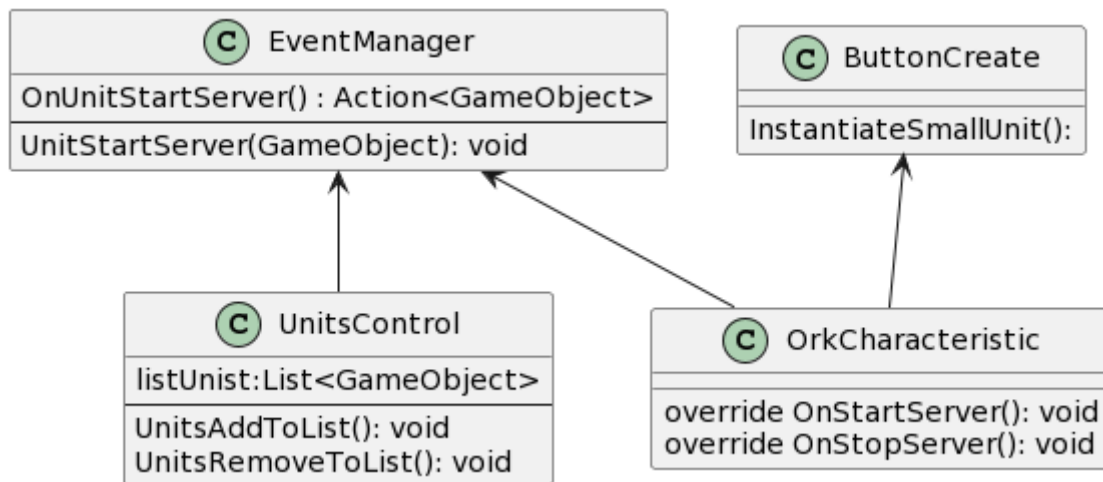 C EventManager
OnUnitStartServer() : Action<GameObject>
UnitStartServer(GameObject): void
C ButtonCreate
InstantiateSmallUnit():
C UnitsControl
listUnist:List<GameObject>
UnitsAddToList(): void
UnitsRemoveToList(): void
C OrkCharacteristic
override OnStartServer(): void
override OnStopServer(): void